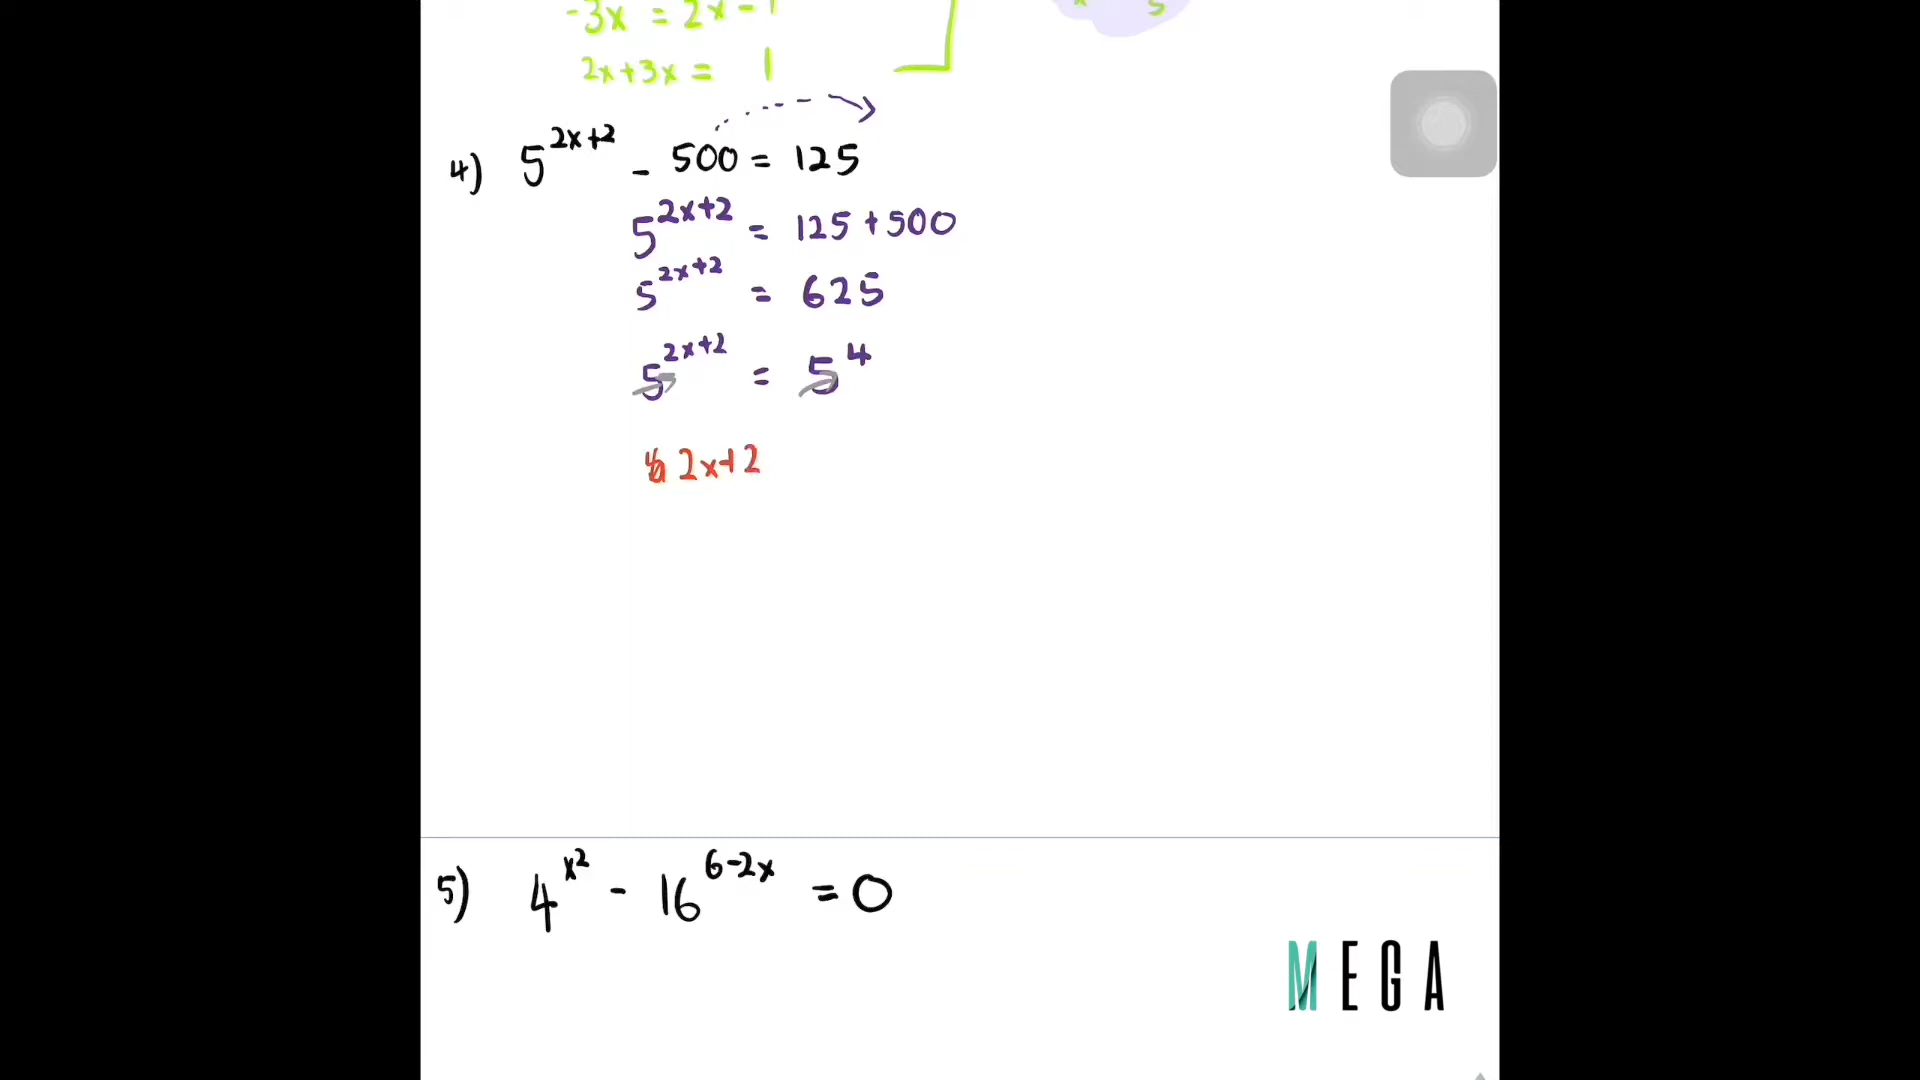 -3x = 2x - 1
2x+3x = 1
4) 5^{2x+2} - 500 = 125
5^{2x+2} = 125 + 500
5^{2x+2} = 625
5^{2x+2} = 5^4
2x+2
5) 4^{x^2} - 16^{6-2x} = 0
MEGA